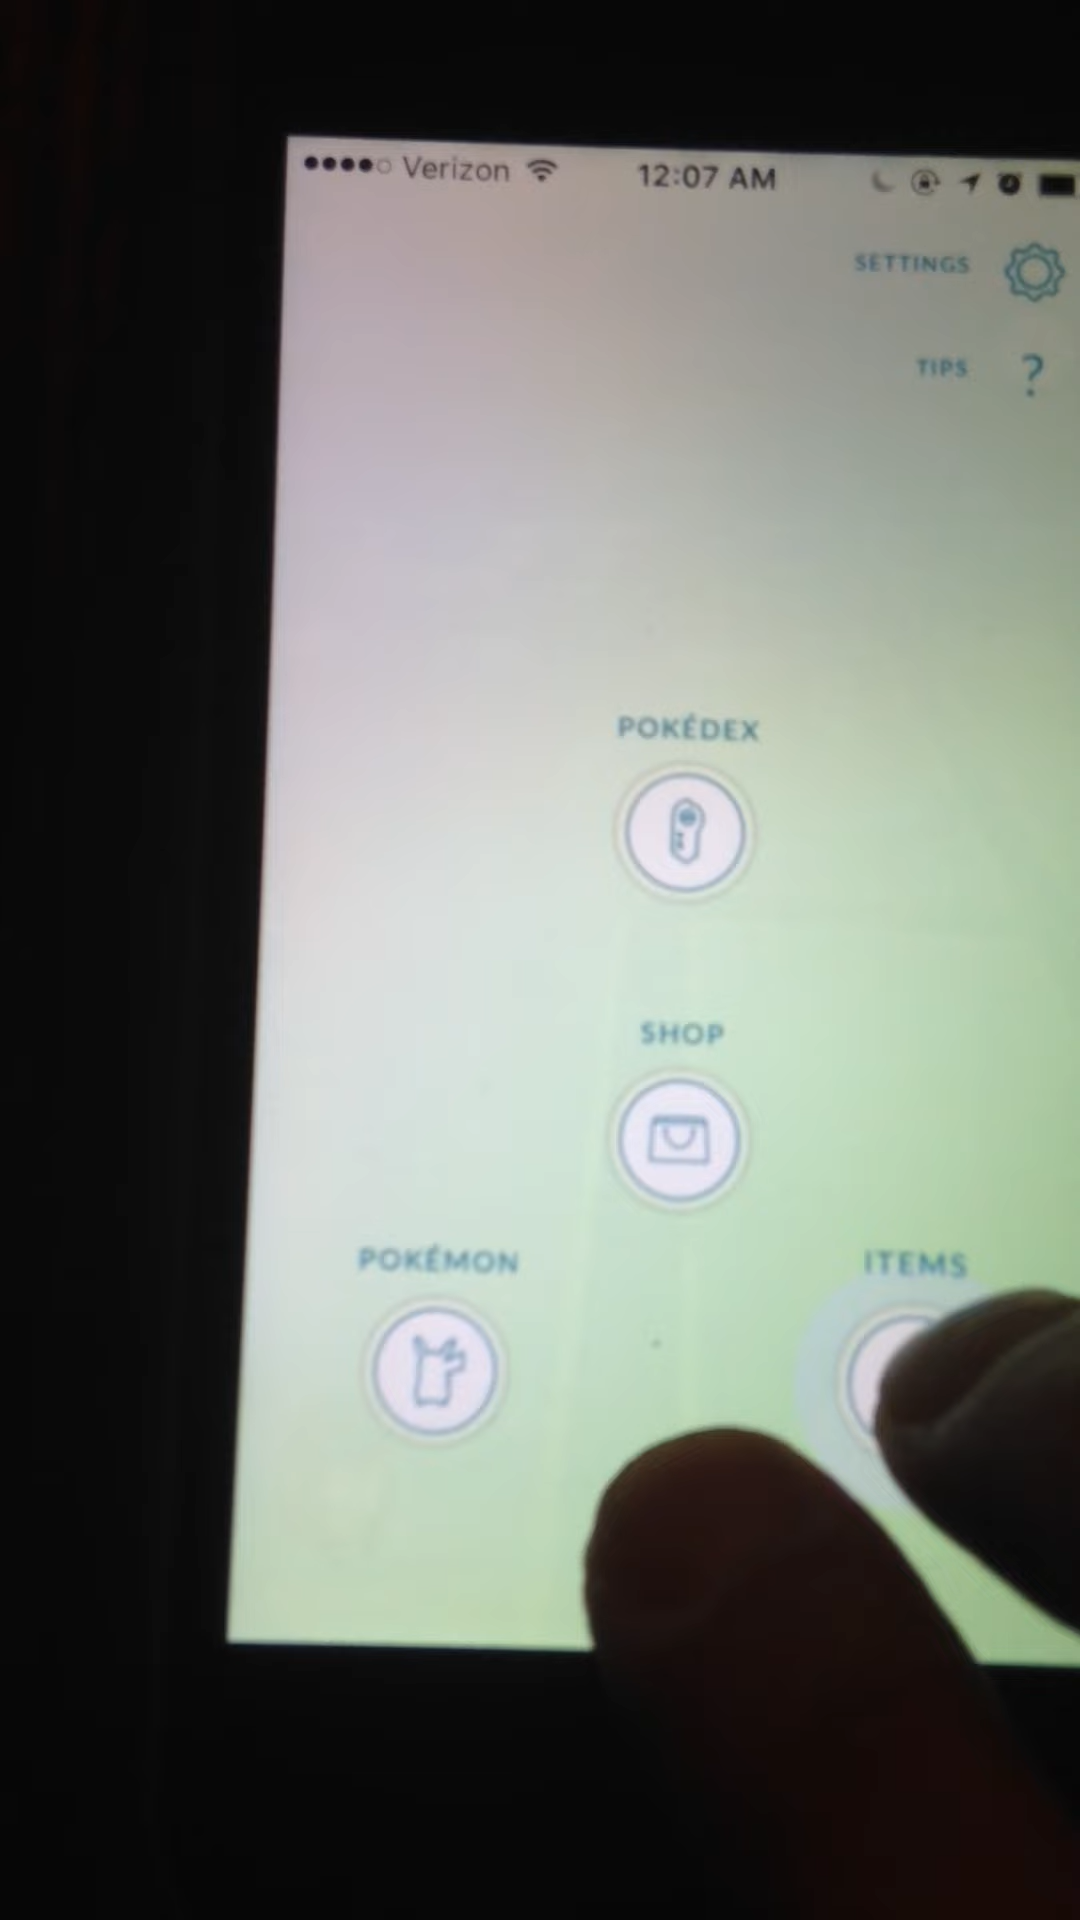 Verizon 12:07 AM
SETTINGS
TIPS ?
POKÉDEX
SHOP
POKÉMON ITEMS